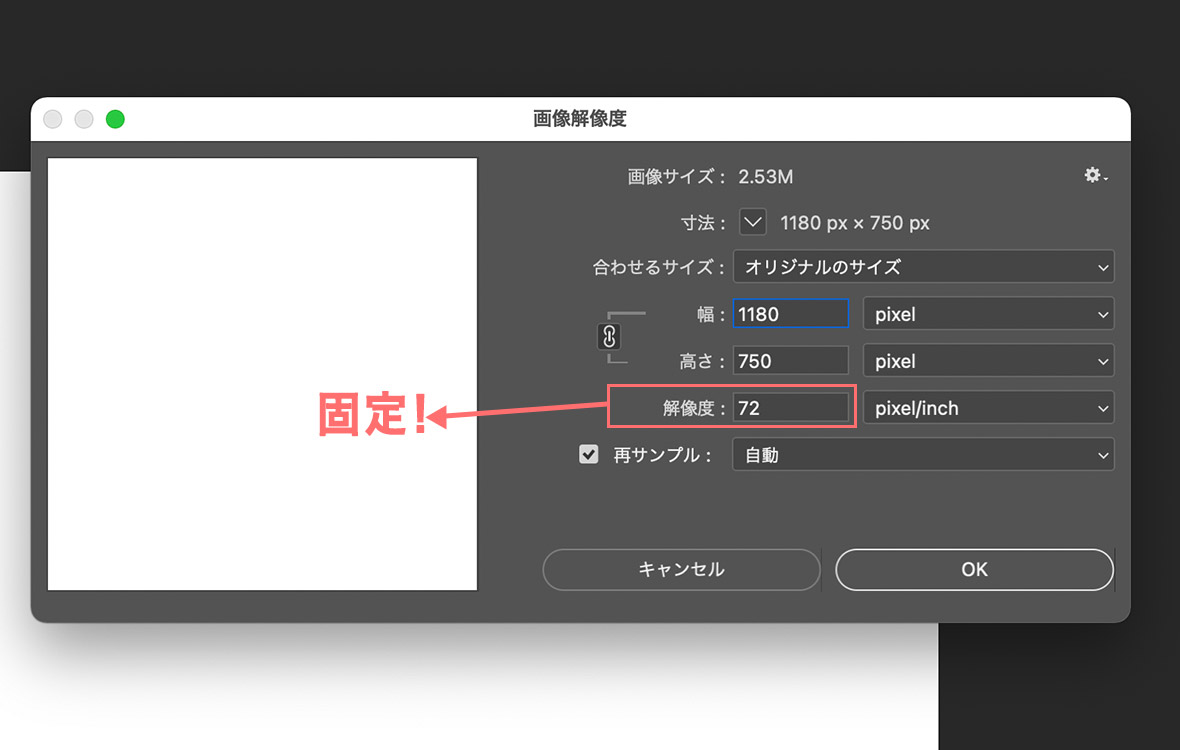 画像解像度
画像サイズ： 2.53M
寸法： 1180 px × 750 px
合わせるサイズ： オリジナルのサイズ
幅： 1180 pixel
高さ： 750 pixel
固定！
解像度： 72 pixel/inch
再サンプル： 自動
キャンセル OK